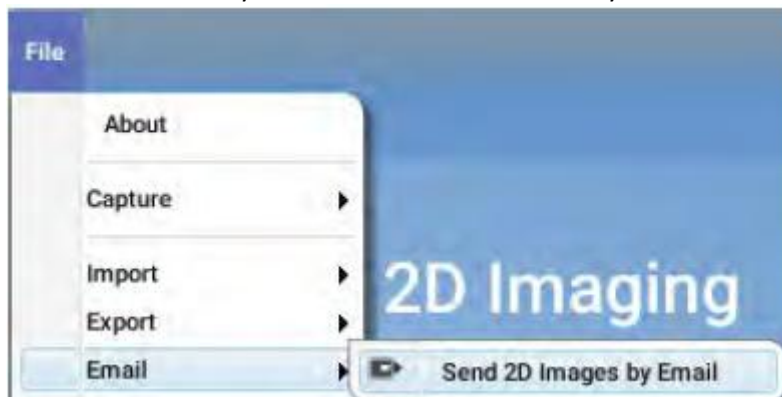 File
About
Capture
Import
2D Imaging
Export
Email
Send 2D Images by Email